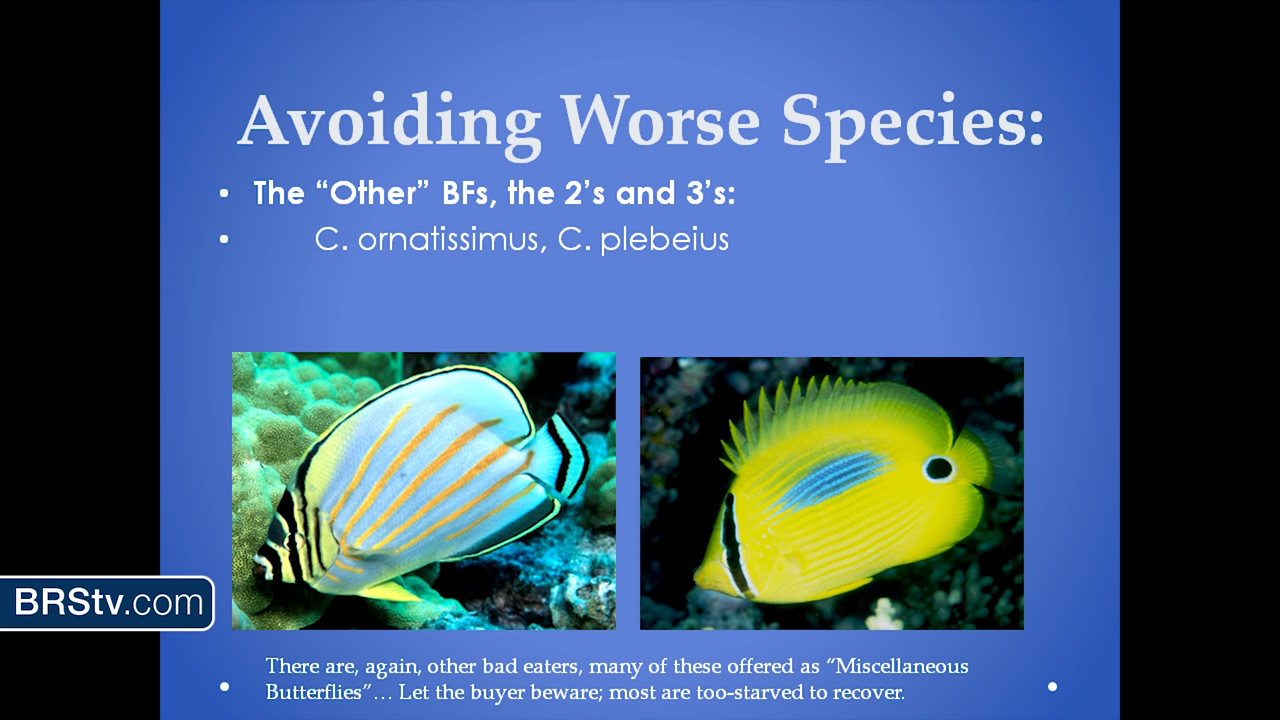 Avoiding Worse Species:
• The “Other” BFs, the 2’s and 3’s:
• C. ornatissimus, C. plebeius
BRStv.com
There are, again, other bad eaters, many of these offered as “Miscellaneous
• Butterflies”… Let the buyer beware; most are too-starved to recover. •